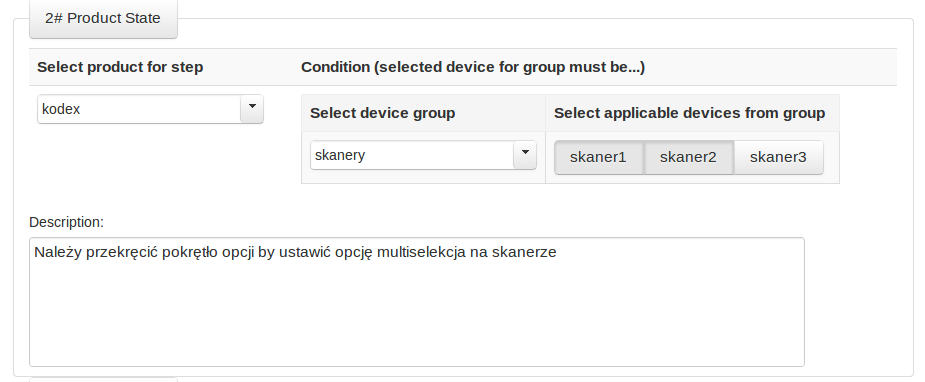 2# Product State
Select product for step
Condition (selected device for group must be...)
kodex
Select device group
Select applicable devices from group
skanery
skaner1 skaner2 skaner3
Description:
Należy przekręcić pokrętło opcji by ustawić opcję multiselekcja na skanerze